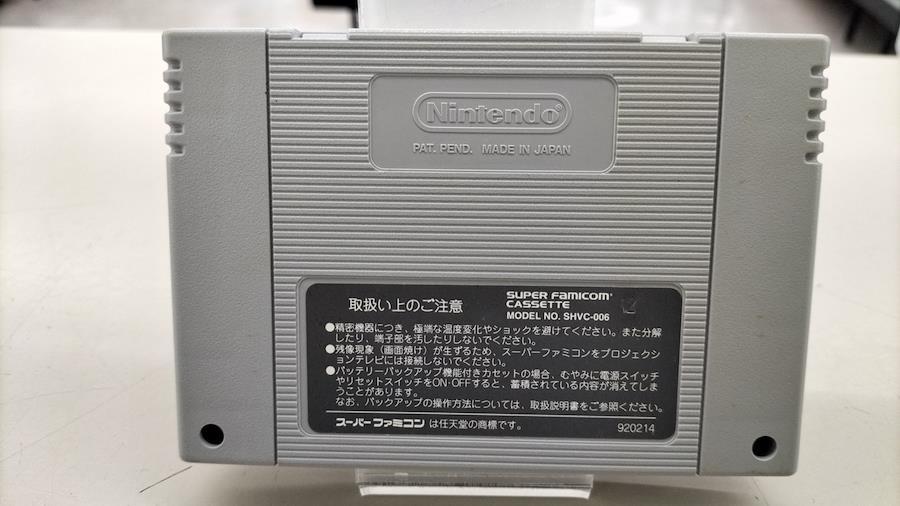 Nintendo
PAT. PEND. MADE IN JAPAN
取扱い上のご注意
SUPER FAMICOM
CASSETTE
MODEL NO. SHVC-006
●精密機器につき、極端な温度変化やショックを避けてください。また分解
したり、端子部を汚したりしないでください。
●残像現象（画面焼け）が生ずるため、スーパーファミコンをプロジェクシ
ョンテレビには接続しないでください。
●バッテリーバックアップ機能付きカセットの場合、むやみに電源スイッチ
やリセットスイッチをON・OFFすると、蓄積されている内容が消えてしま
うことがあります。
なお、バックアップの操作方法については、取扱説明書をご参照ください。
スーパーファミコンは任天堂の商標です。
920214